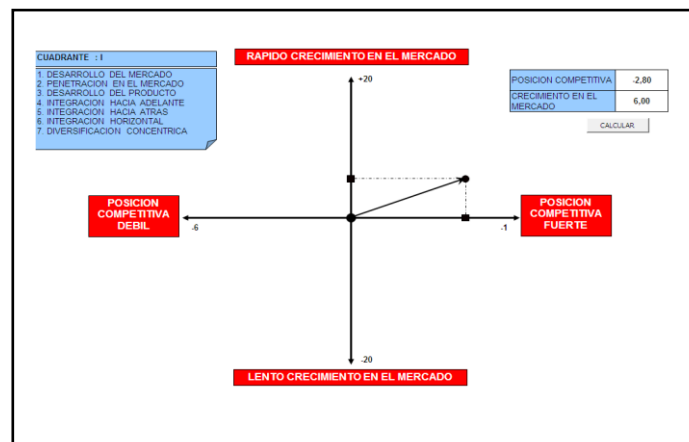 RAPIDO CRECIMIENTO EN EL MERCADO
CUADRANTE : I
1. DESARROLLO DEL MERCADO
2. PENETRACION EN EL MERCADO
3. DESARROLLO DEL PRODUCTO
4. INTEGRACION HACIA ADELANTE
5. INTEGRACION HACIA ATRAS
6. INTEGRACION HORIZONTAL
7. DIVERSIFICACION CONCENTRICA
+20
POSICION COMPETITIVA -2,80
CRECIMIENTO EN EL
MERCADO 6,00
CALCULAR
POSICION
COMPETITIVA
DEBIL
-6
-1
POSICION
COMPETITIVA
FUERTE
-20
LENTO CRECIMIENTO EN EL MERCADO